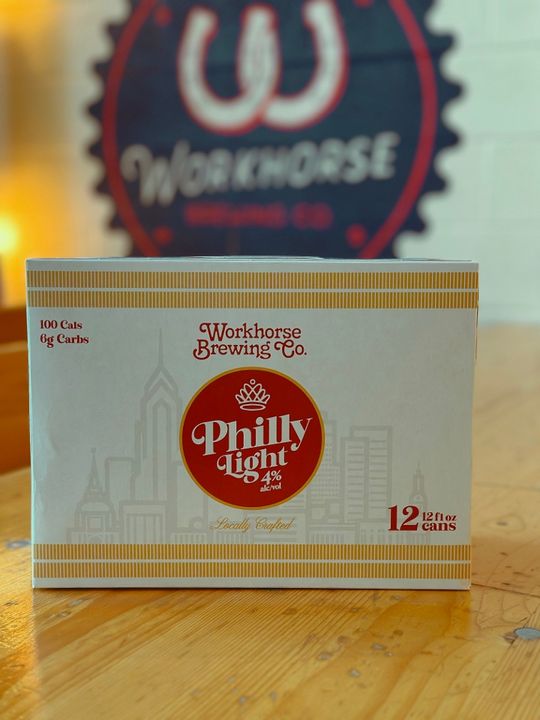 WORKHORSE
BREWING CO
100 Cals
6g Carbs
Workhorse
Brewing Co.
Philly
Light
4%
alc/vol
Locally Crafted
12 12 fl oz
cans